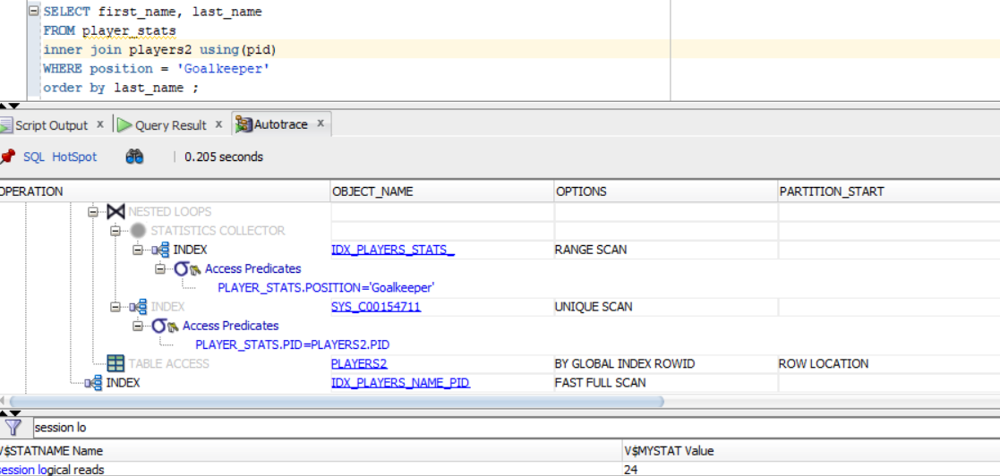 SELECT first_name, last_name
FROM player_stats
inner join players2 using(pid)
WHERE position = 'Goalkeeper'
order by last_name ;
Script Output x Query Result x Autotrace x
SQL HotSpot 0.205 seconds
OPERATION OBJECT_NAME OPTIONS PARTITION_START
NESTED LOOPS
STATISTICS COLLECTOR
INDEX IDX_PLAYERS_STATS_ RANGE SCAN
Access Predicates
PLAYER_STATS.POSITION='Goalkeeper'
INDEX SYS_C00154711 UNIQUE SCAN
Access Predicates
PLAYER_STATS.PID=PLAYERS2.PID
TABLE ACCESS PLAYERS2 BY GLOBAL INDEX ROWID ROW LOCATION
INDEX IDX_PLAYERS_NAME_PID FAST FULL SCAN
session lo
V$STATNAME Name V$MYSTAT Value
session logical reads 24